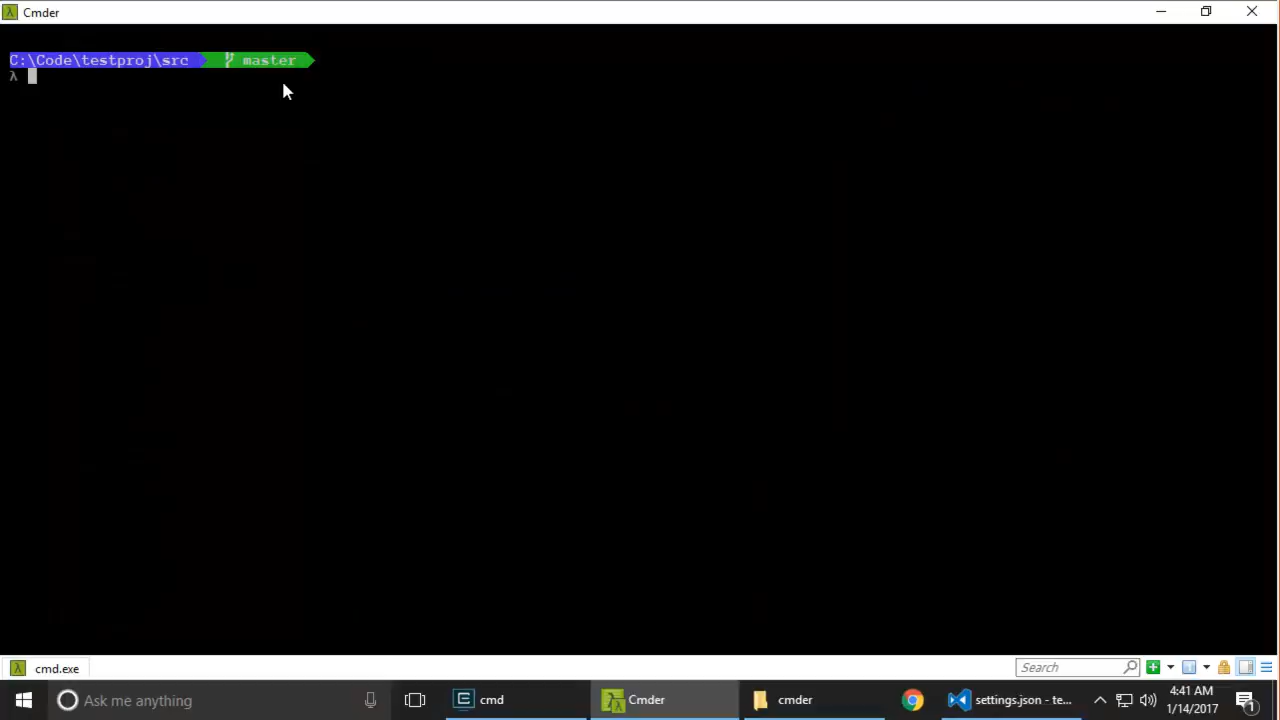 Cmder
C:\Code\testproj\src master
λ
cmd.exe
Search
Ask me anything
cmd
Cmder
cmder
settings.json - te...
4:41 AM
1/14/2017
1